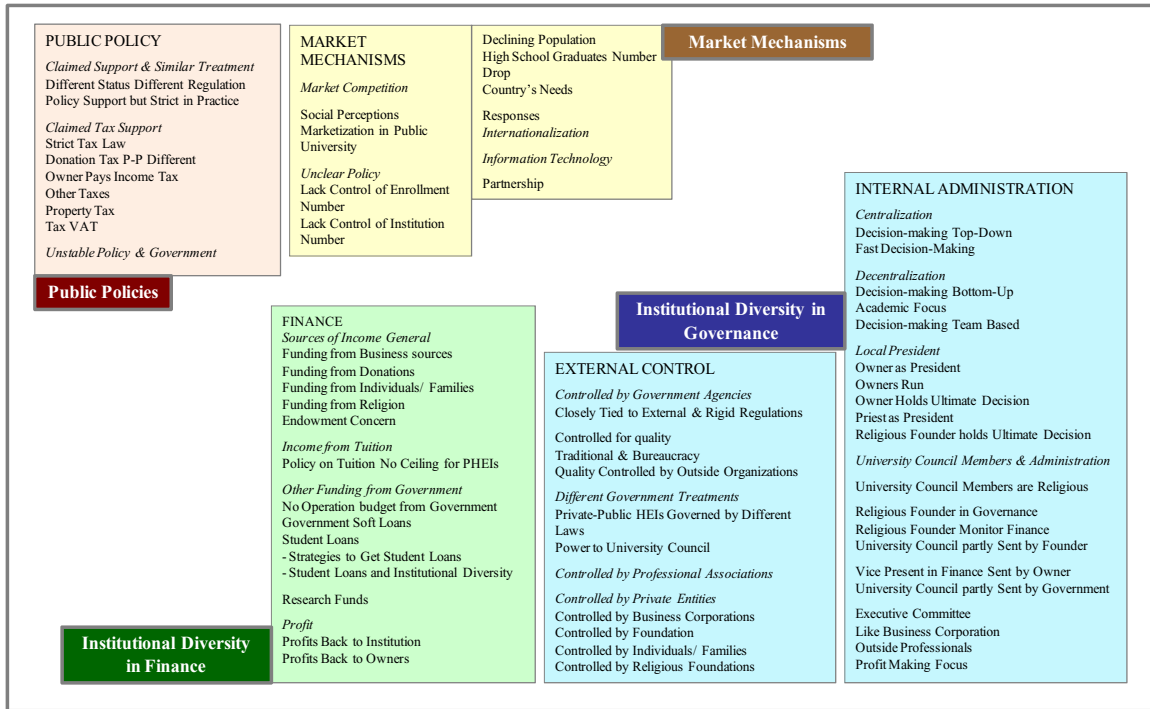 PUBLIC POLICY
Claimed Support & Similar Treatment
Different Status Different Regulation
Policy Support but Strict in Practice
Claimed Tax Support
Strict Tax Law
Donation Tax P-P Different
Owner Pays Income Tax
Other Taxes
Property Tax
Tax VAT
Unstable Policy & Government
Public Policies
MARKET
MECHANISMS
Market Competition
Social Perceptions
Marketization in Public
University
Unclear Policy
Lack Control of Enrollment
Number
Lack Control of Institution
Number
Declining Population
High School Graduates Number
Drop
Country's Needs
Responses
Internationalization
Information Technology
Partnership
Market Mechanisms
FINANCE
Sources of Income General
Funding from Business sources
Funding from Donations
Funding from Individuals/ Families
Funding from Religion
Endowment Concern
Income from Tuition
Policy on Tuition No Ceiling for PHEIs
Other Funding from Government
No Operation budget from Government
Government Soft Loans
Student Loans
- Strategies to Get Student Loans
- Student Loans and Institutional Diversity
Research Funds
Profit
Profits Back to Institution
Profits Back to Owners
Institutional Diversity
in Finance
Institutional Diversity in
Governance
EXTERNAL CONTROL
Controlled by Government Agencies
Closely Tied to External & Rigid Regulations
Controlled for quality
Traditional & Bureaucracy
Quality Controlled by Outside Organizations
Different Government Treatments
Private-Public HEIs Governed by Different
Laws
Power to University Council
Controlled by Professional Associations
Controlled by Private Entities
Controlled by Business Corporations
Controlled by Foundation
Controlled by Individuals/ Families
Controlled by Religious Foundations
INTERNAL ADMINISTRATION
Centralization
Decision-making Top-Down
Fast Decision-Making
Decentralization
Decision-making Bottom-Up
Academic Focus
Decision-making Team Based
Local President
Owner as President
Owners Run
Owner Holds Ultimate Decision
Priest as President
Religious Founder holds Ultimate Decision
University Council Members & Administration
University Council Members are Religious
Religious Founder in Governance
Religious Founder Monitor Finance
University Council partly Sent by Founder
Vice Present in Finance Sent by Owner
University Council partly Sent by Government
Executive Committee
Like Business Corporation
Outside Professionals
Profit Making Focus